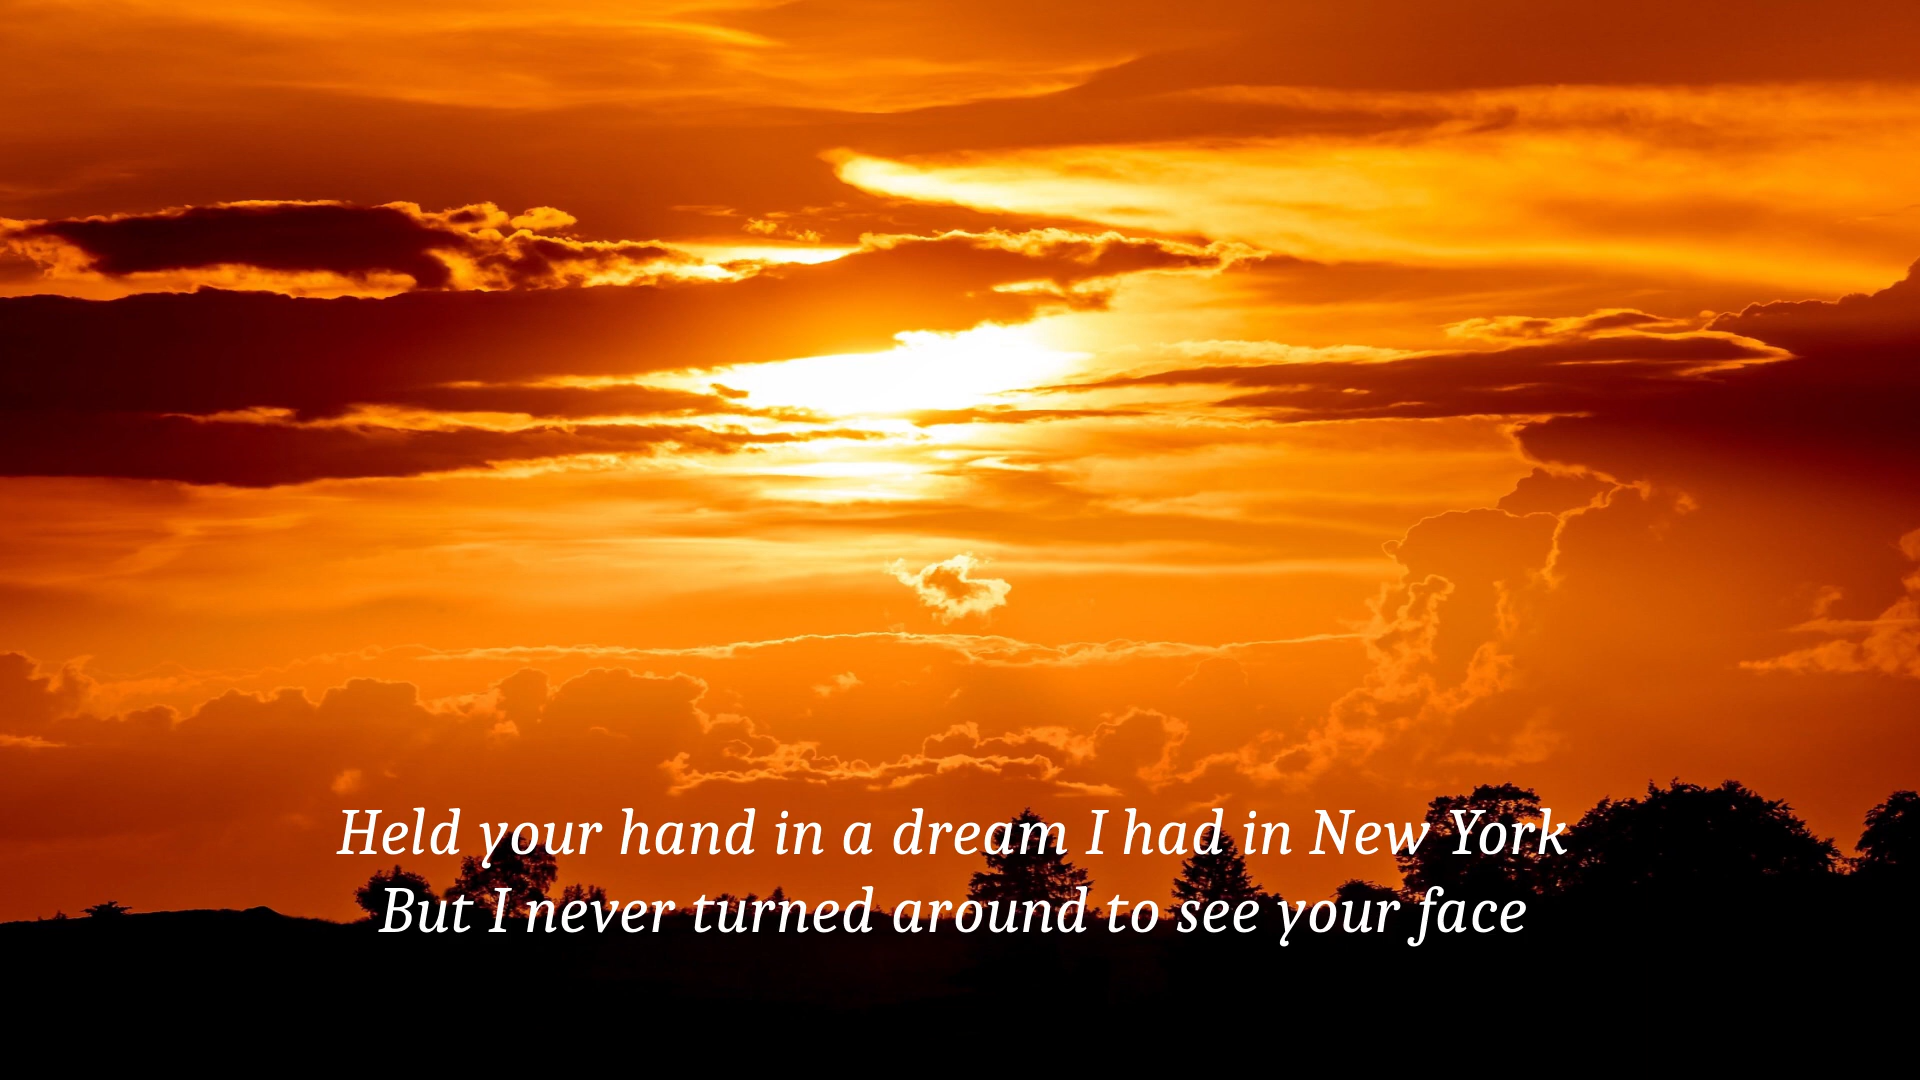 Held your hand in a dream I had in New York
But I never turned around to see your face